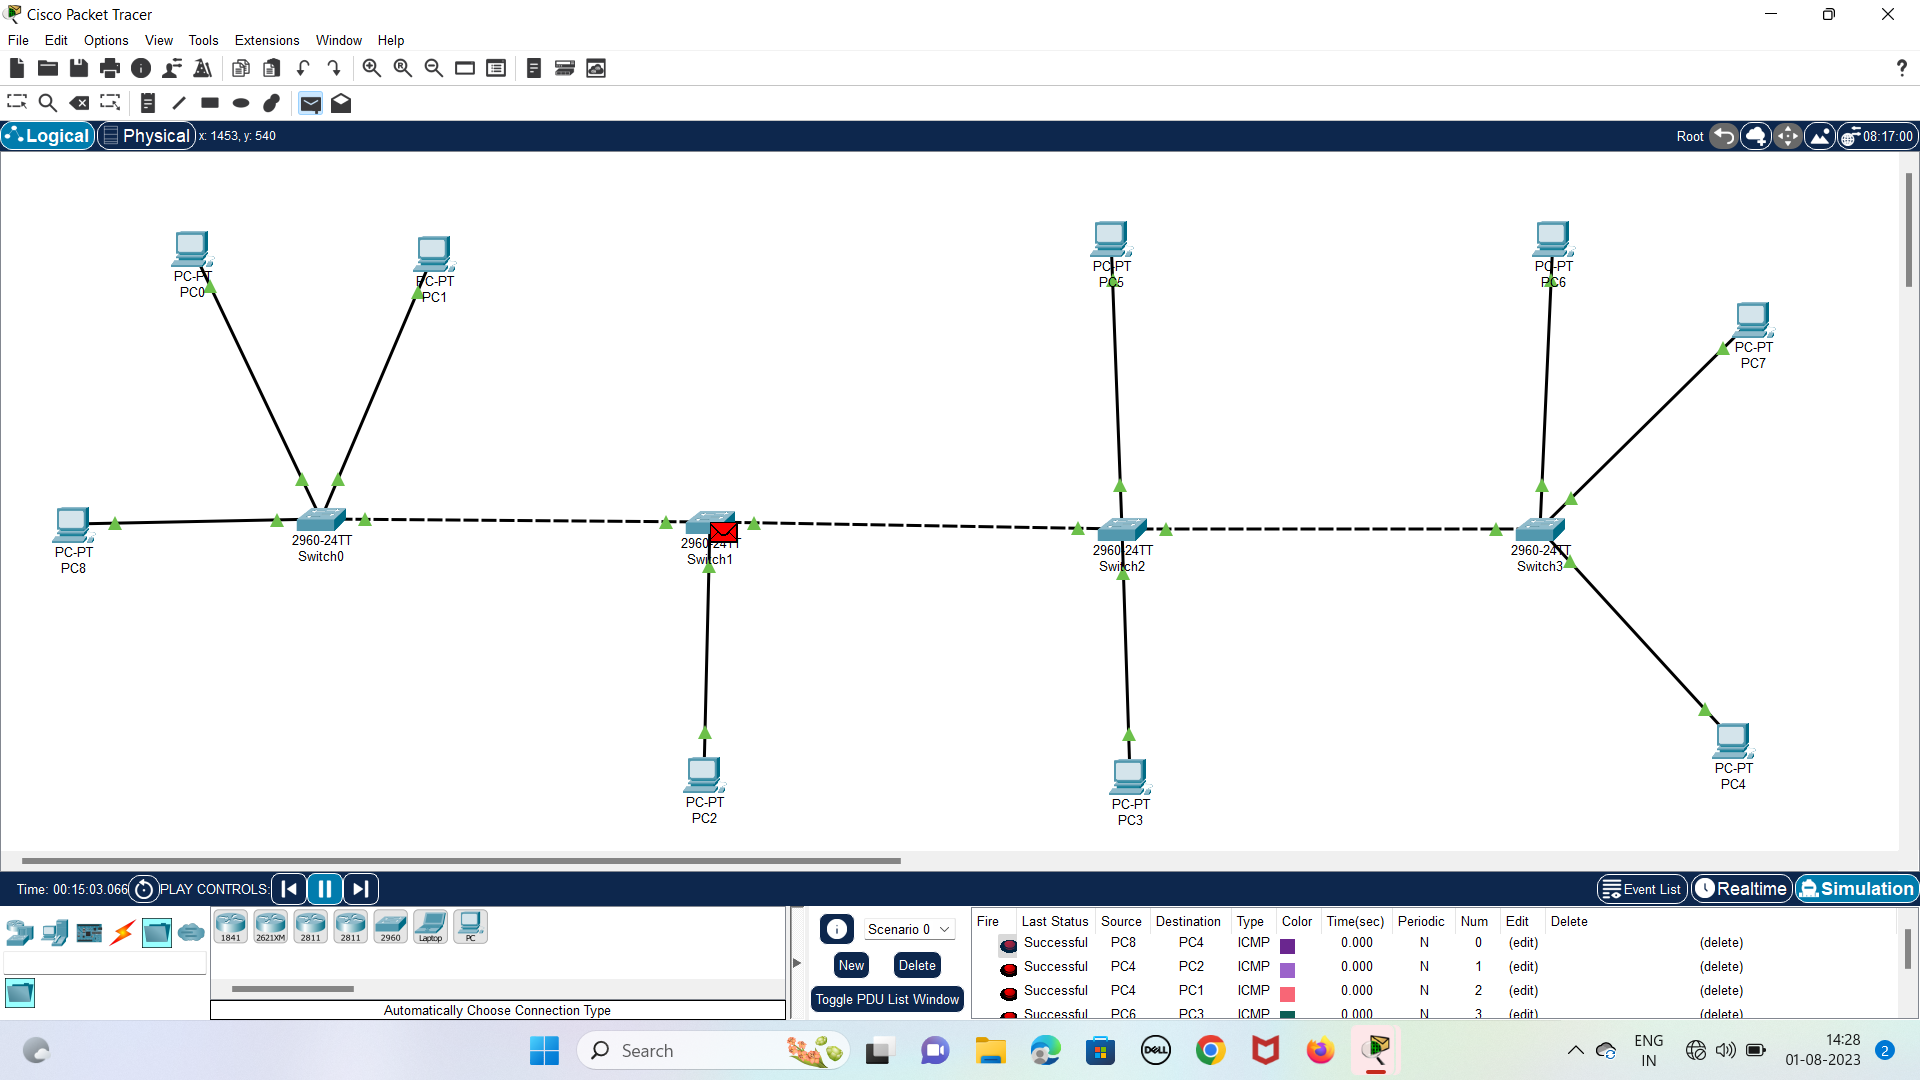 Cisco Packet Tracer
File Edit Options View Tools Extensions Window Help
?
Logical Physical x: 1453, y: 540 Root 08:17:00
PC-PT
PC0
PC-PT
PC1
PC-PT
PC5
PC-PT
PC6
PC-PT
PC7
PC-PT
PC8
2960-24TT
Switch0
2960-24TT
Switch1
2960-24TT
Switch2
2960-24TT
Switch3
PC-PT
PC2
PC-PT
PC3
PC-PT
PC4
Time: 00:15:03.066 PLAY CONTROLS: Event List Realtime Simulation
1841 2621XM 2811 2811 2960 Laptop PC
Automatically Choose Connection Type
Scenario 0
New Delete
Toggle PDU List Window
Fire Last Status Source Destination Type Color Time(sec) Periodic Num Edit Delete
Successful PC8 PC4 ICMP 0.000 N 0 (edit) (delete)
Successful PC4 PC2 ICMP 0.000 N 1 (edit) (delete)
Successful PC4 PC1 ICMP 0.000 N 2 (edit) (delete)
Successful PC6 PC3 ICMP 0.000 N 3 (edit) (delete)
Search
DELL
ENG
IN
14:28
01-08-2023
2